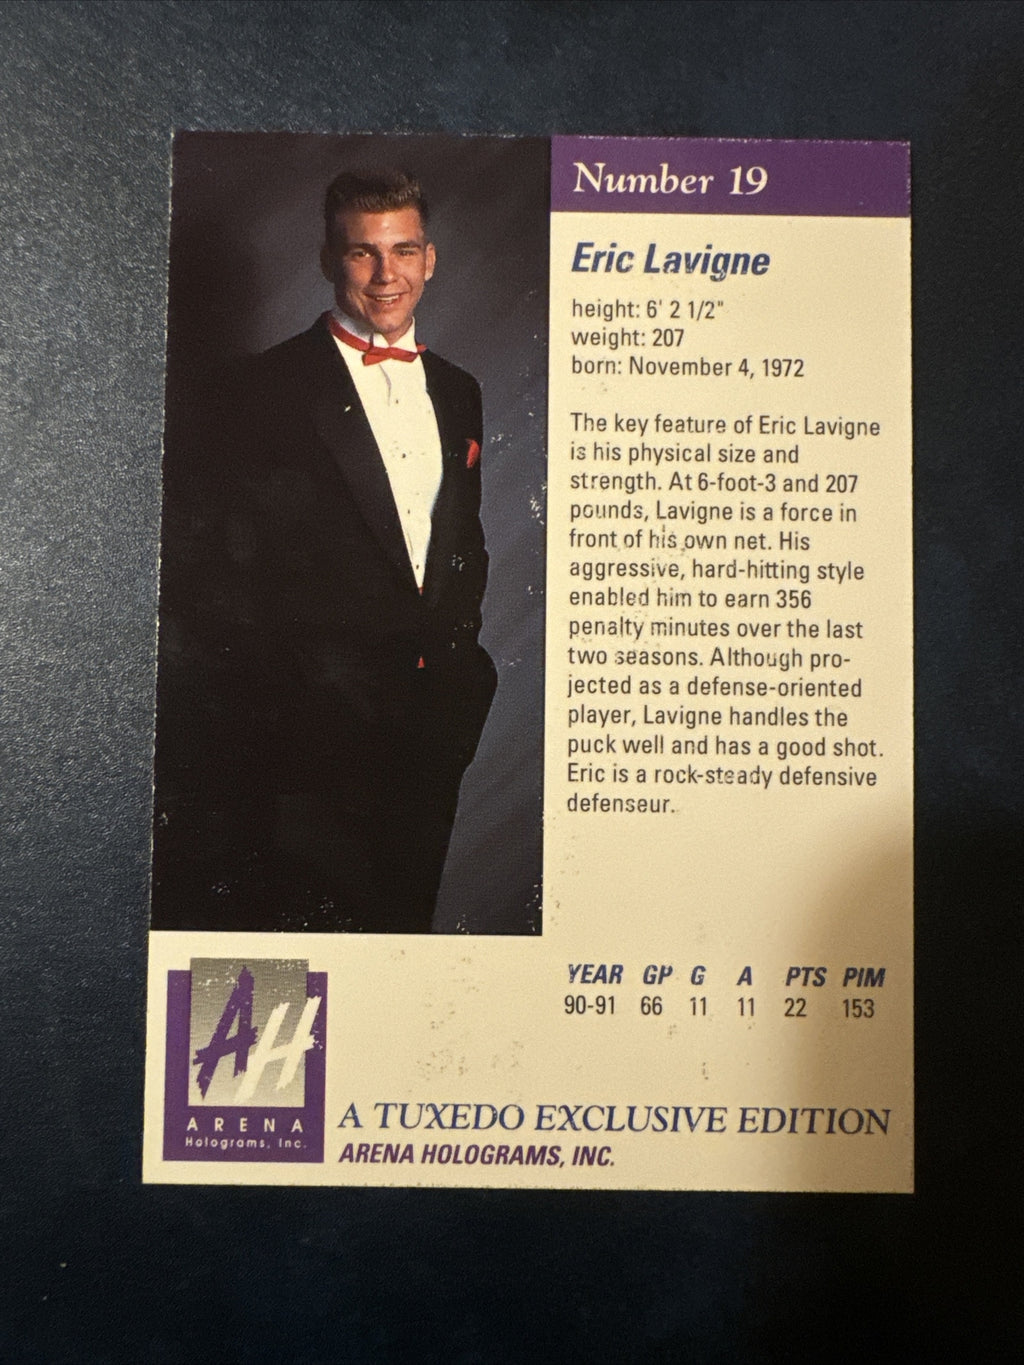 Number 19
Eric Lavigne
height: 6' 2 1/2"
weight: 207
born: November 4, 1972
The key feature of Eric Lavigne
is his physical size and
strength. At 6-foot-3 and 207
pounds, Lavigne is a force in
front of his own net. His
aggressive, hard-hitting style
enabled him to earn 356
penalty minutes over the last
two seasons. Although pro-
jected as a defense-oriented
player, Lavigne handles the
puck well and has a good shot.
Eric is a rock-steady defensive
defenseur.
YEAR GP G A PTS PIM
90-91 66 11 11 22 153
AH
ARENA
Holograms, Inc.
A TUXEDO EXCLUSIVE EDITION
ARENA HOLOGRAMS, INC.